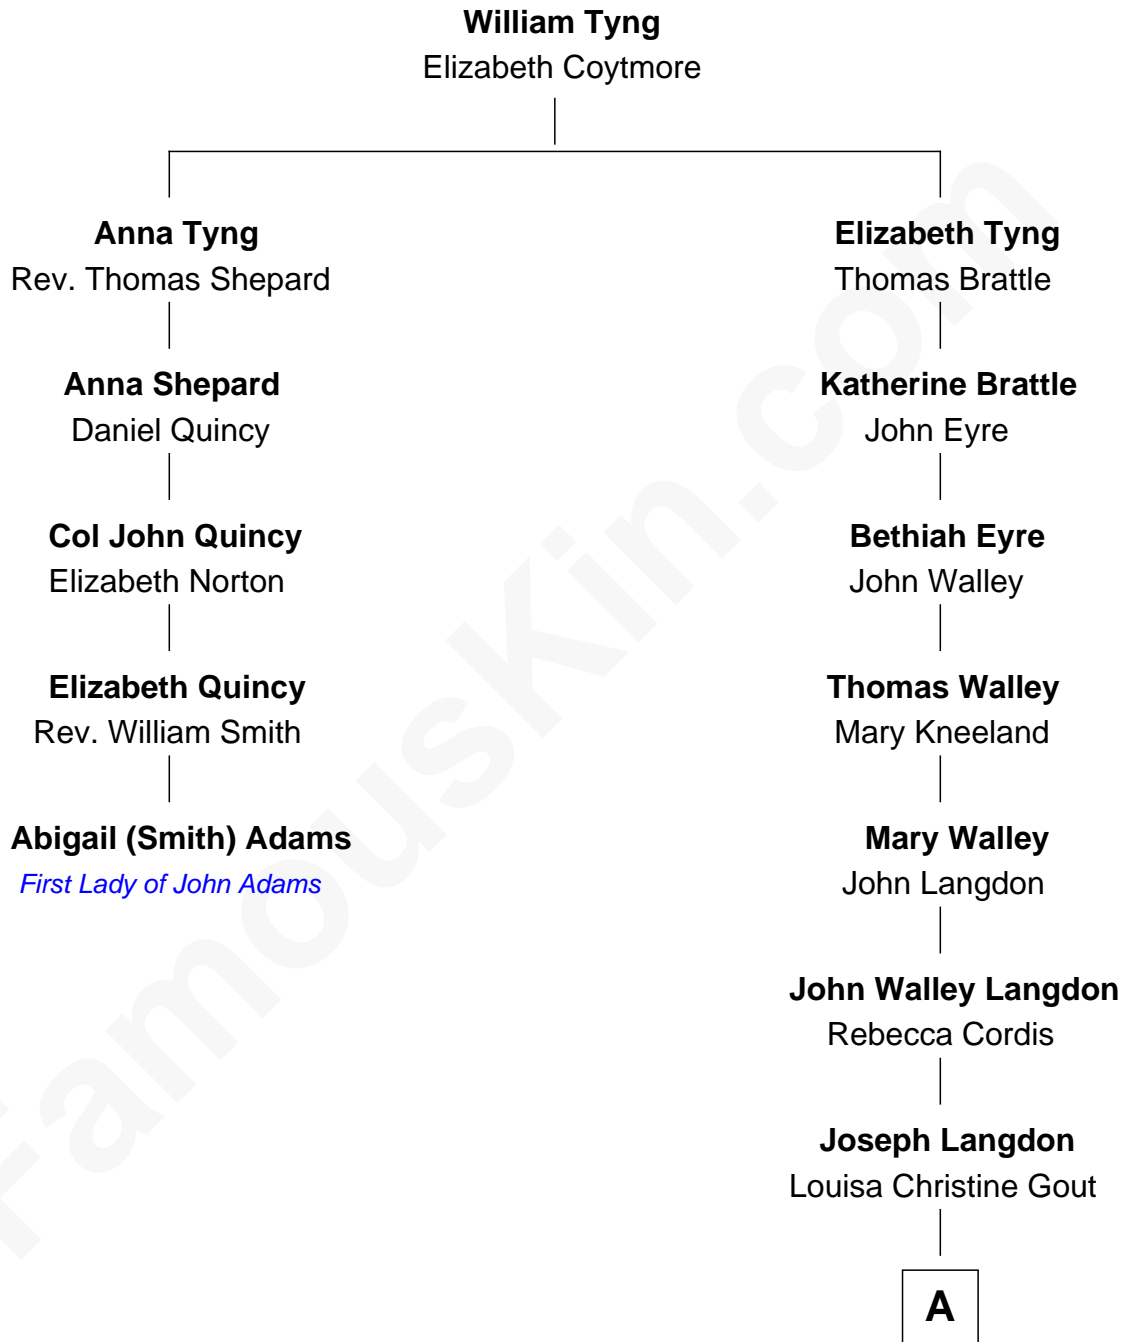 William Tyng
Elizabeth Coytmore
Anna Tyng
Rev. Thomas Shepard
Elizabeth Tyng
Thomas Brattle
Anna Shepard
Daniel Quincy
Katherine Brattle
John Eyre
Col John Quincy
Elizabeth Norton
Bethiah Eyre
John Walley
Elizabeth Quincy
Rev. William Smith
Thomas Walley
Mary Kneeland
Abigail (Smith) Adams
First Lady of John Adams
Mary Walley
John Langdon
John Walley Langdon
Rebecca Cordis
Joseph Langdon
Louisa Christine Gout
A
FamousKin.com